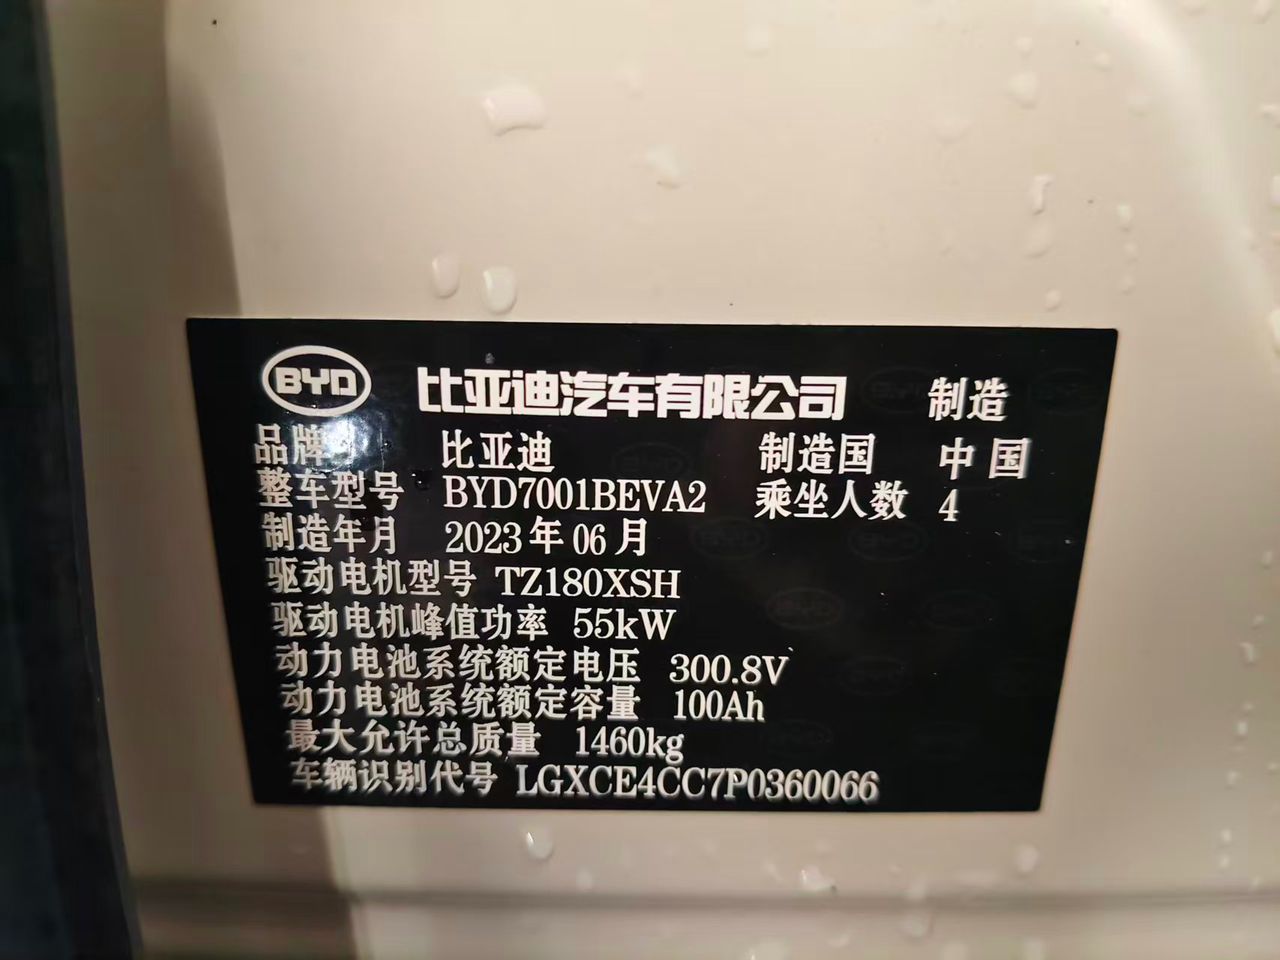 BYD 比亚迪汽车有限公司 制造
品牌 比亚迪 制造国 中国
整车型号 BYD7001BEVA2 乘坐人数 4
制造年月 2023年06月
驱动电机型号 TZ180XSH
驱动电机峰值功率 55kW
动力电池系统额定电压 300.8V
动力电池系统额定容量 100Ah
最大允许总质量 1460kg
车辆识别代号 LGXCE4CC7P0360066